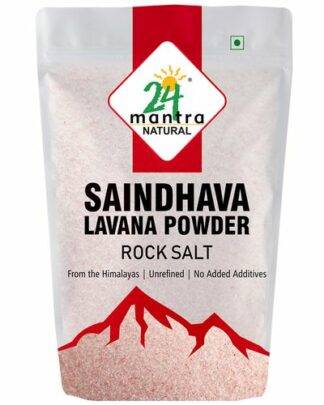 24
mantra
NATURAL
SAINDHAVA
LAVANA POWDER
ROCK SALT
From the Himalayas | Unrefined | No Added Additives